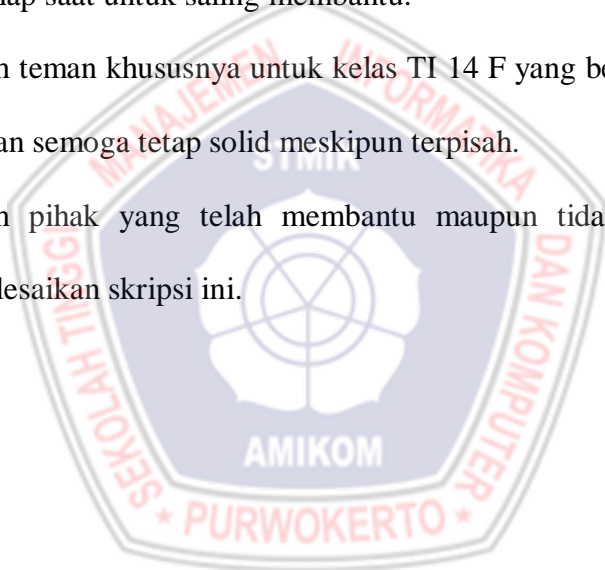 ap saat untuk saling membantu.
n teman khususnya untuk kelas TI 14 F yang be
an semoga tetap solid meskipun terpisah.
n pihak yang telah membantu maupun tida
lesaikan skripsi ini.
SEKOLAH TINGGI MANAJEMEN INFORMATIKA DAN KOMPUTER
STMIK
AMIKOM
* PURWOKERTO *